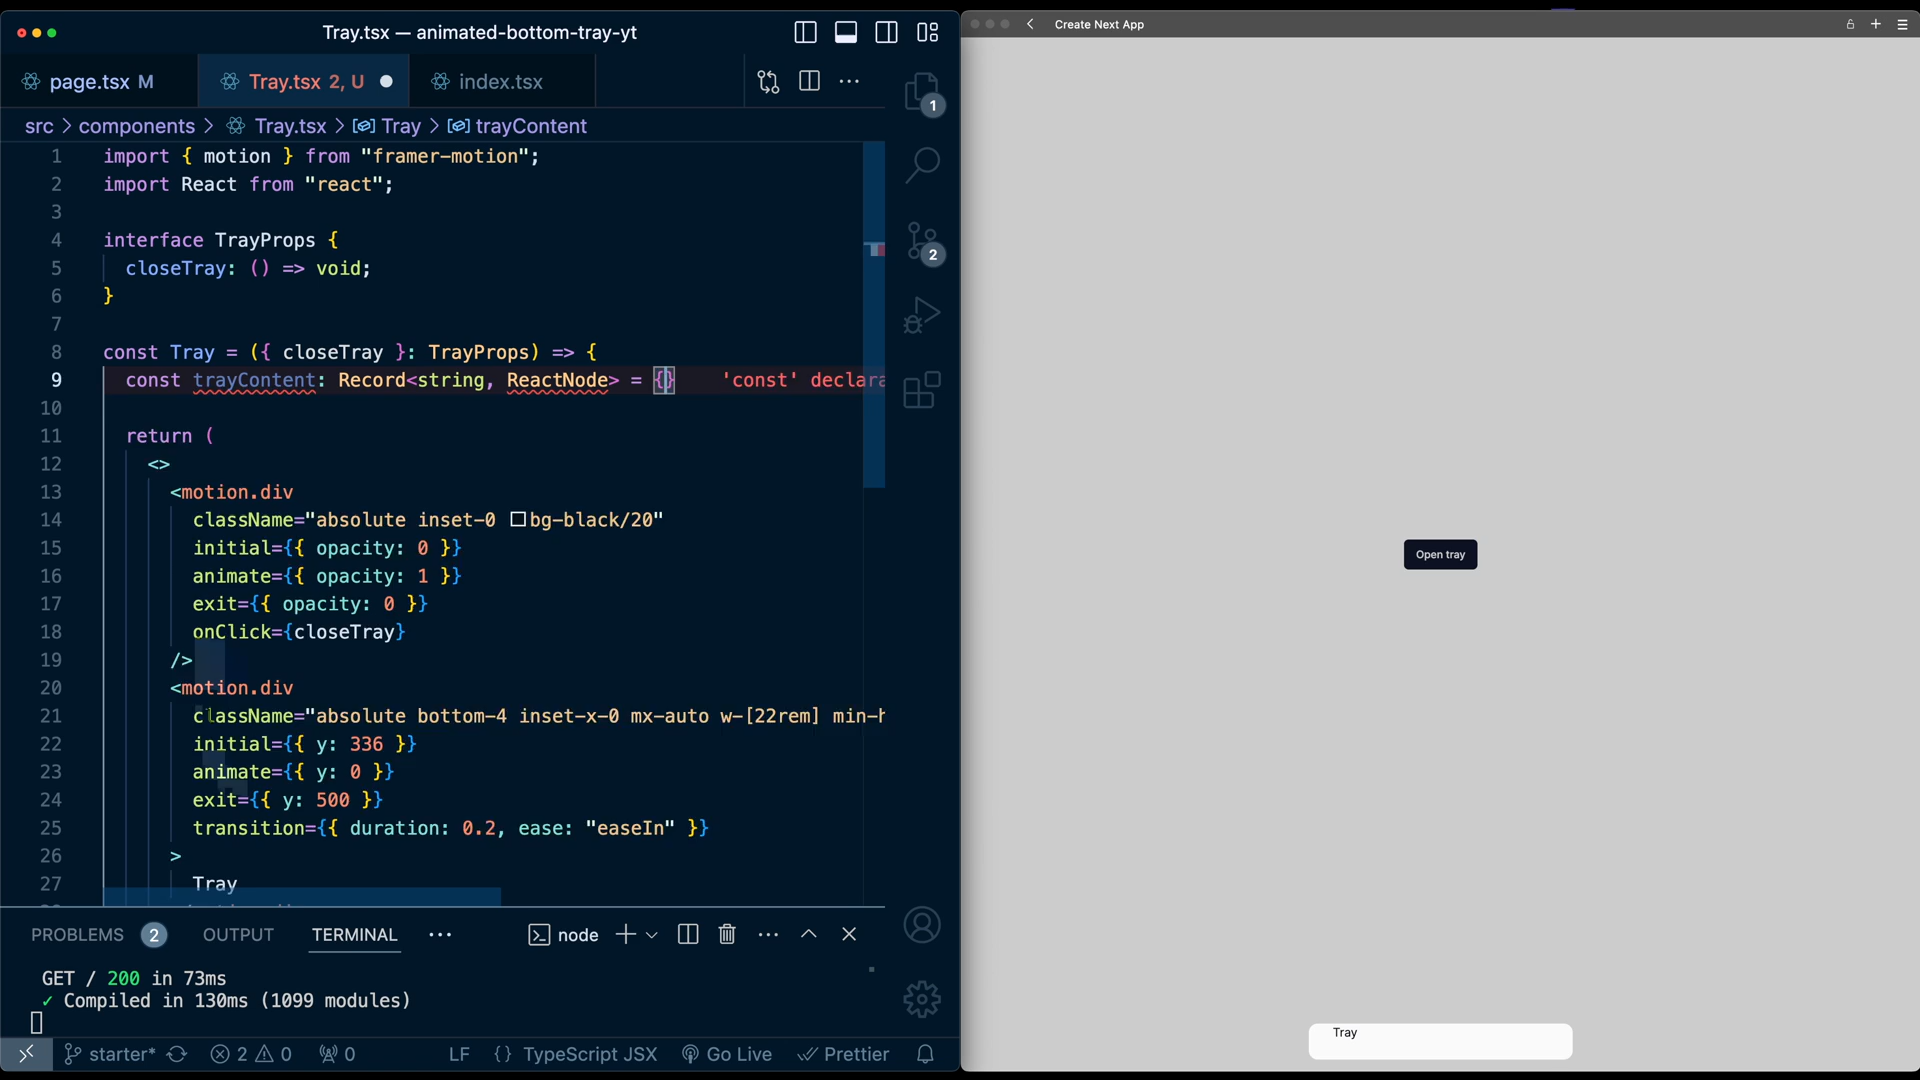 Tray.tsx — animated-bottom-tray-yt
Create Next App
page.tsx M
Tray.tsx 2, U
index.tsx
1
src > components > Tray.tsx > Tray > trayContent
1 import { motion } from "framer-motion";
2 import React from "react";
3
4 interface TrayProps {
5 closeTray: () => void;
6 }
7
8 const Tray = ({ closeTray }: TrayProps) => {
9 const trayContent: Record<string, ReactNode> = {} 'const' declara
10
11 return (
12 <>
13 <motion.div
14 className="absolute inset-0 bg-black/20"
15 initial={{ opacity: 0 }}
16 animate={{ opacity: 1 }}
17 exit={{ opacity: 0 }}
18 onClick={closeTray}
19 />
20 <motion.div
21 className="absolute bottom-4 inset-x-0 mx-auto w-[22rem] min-h
22 initial={{ y: 336 }}
23 animate={{ y: 0 }}
24 exit={{ y: 500 }}
25 transition={{ duration: 0.2, ease: "easeIn" }}
26 >
27 Tray
2
Open tray
PROBLEMS 2 OUTPUT TERMINAL ··· node
GET / 200 in 73ms
✓ Compiled in 130ms (1099 modules)
starter* 2 0 0 LF {} TypeScript JSX Go Live Prettier
Tray